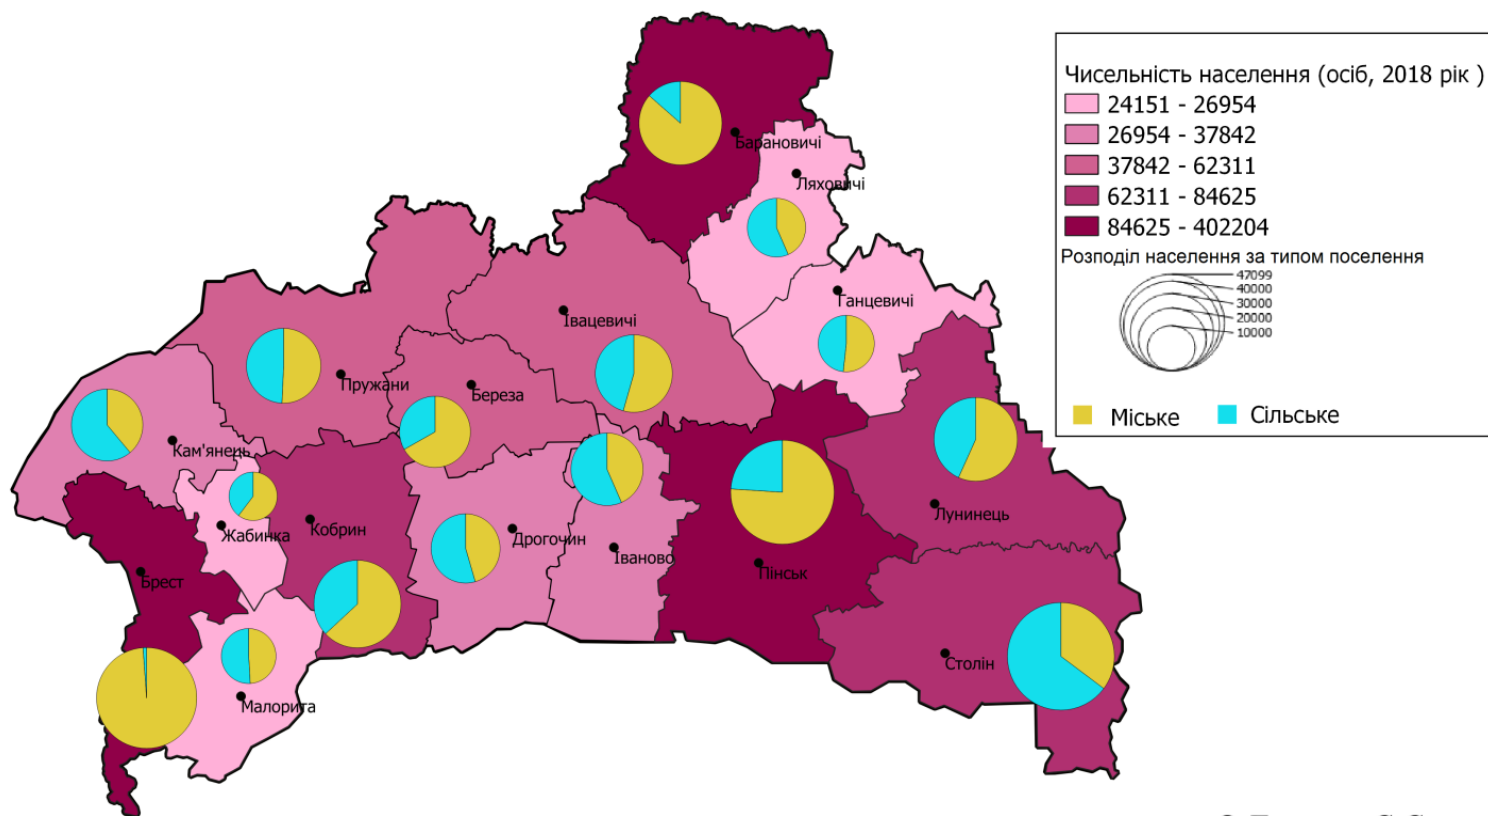 Чисельність населення (осіб, 2018 рік )
24151 - 26954
26954 - 37842
37842 - 62311
62311 - 84625
84625 - 402204
Розподіл населення за типом поселення
47099
40000
30000
20000
10000
Міське
Сільське
Барановичі
Ляховичі
Ганцевичі
Івацевичі
Пружани
Береза
Кам'янець
Жабинка
Кобрин
Дрогочин
Іваново
Лунинець
Брест
Пінськ
Столін
Малорита